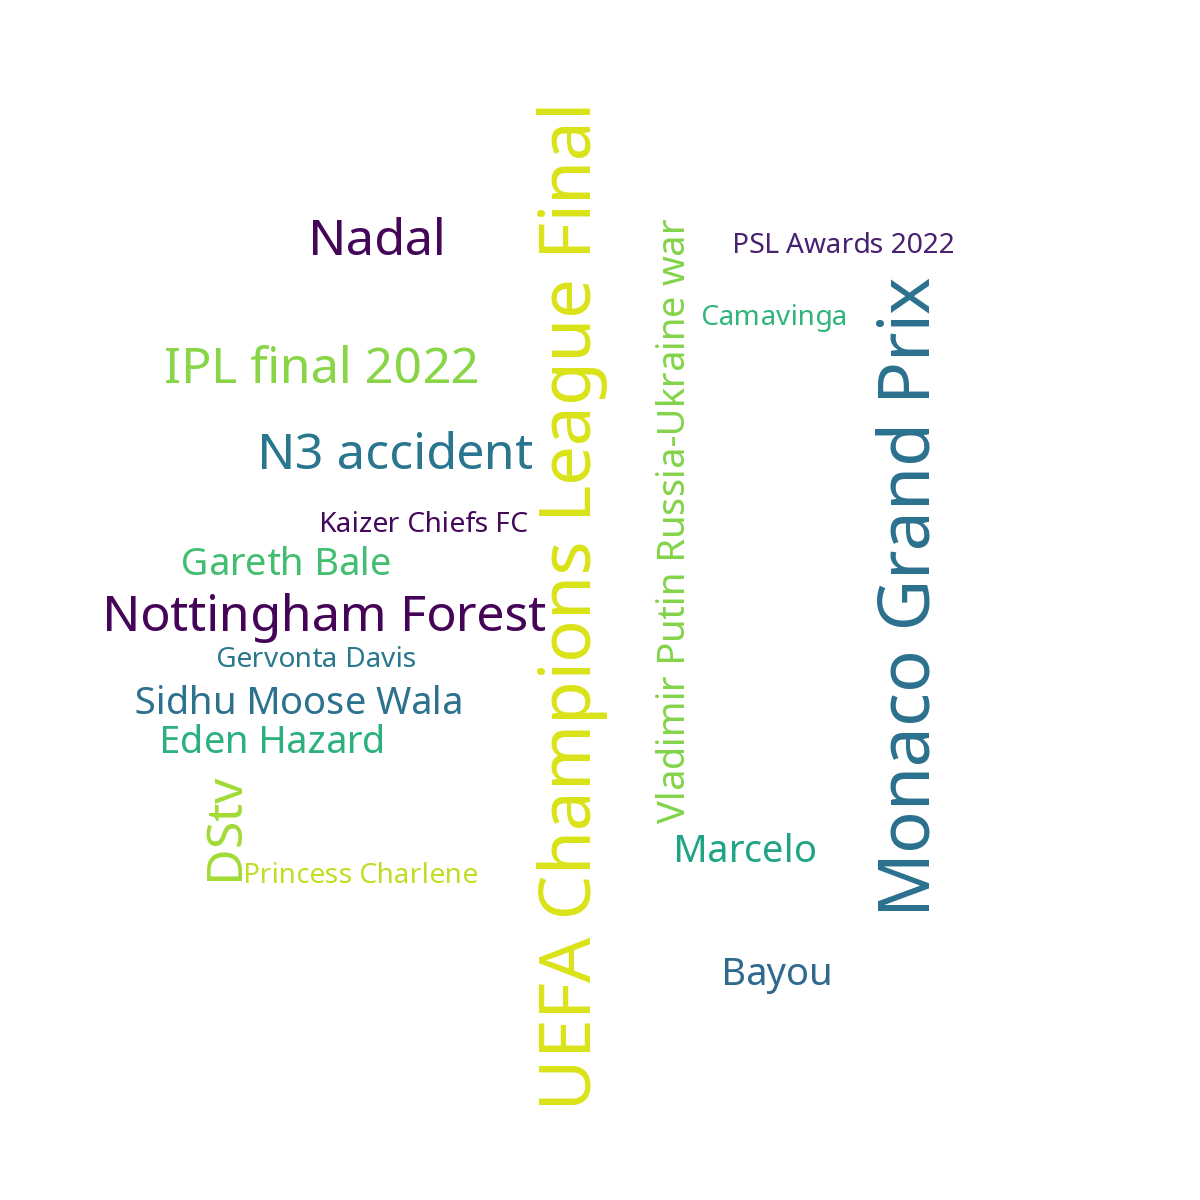 UEFA Champions League Final
Nadal
Vladimir Putin Russia-Ukraine war
PSL Awards 2022
Monaco Grand Prix
Camavinga
IPL final 2022
N3 accident
Kaizer Chiefs FC
Gareth Bale
Nottingham Forest
Gervonta Davis
Sidhu Moose Wala
Eden Hazard
DStv
Marcelo
Princess Charlene
Bayou